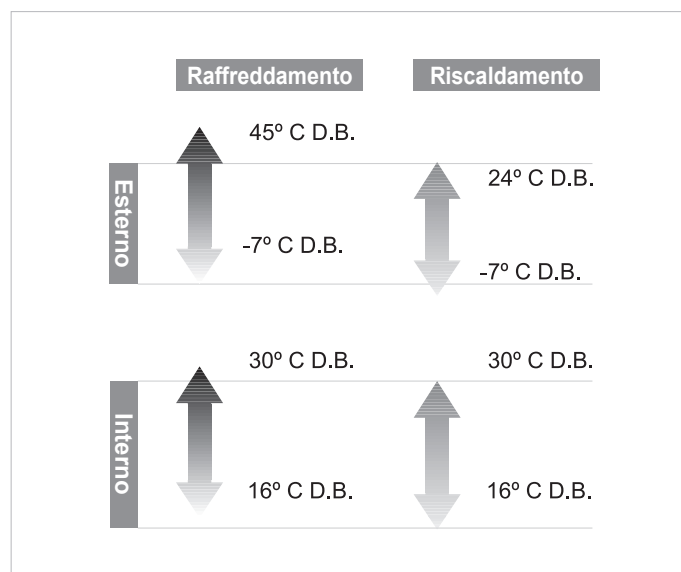 Raffreddamento
Riscaldamento
Esterno
45º C D.B.
24º C D.B.
-7º C D.B.
-7º C D.B.
Interno
30º C D.B.
30º C D.B.
16º C D.B.
16º C D.B.